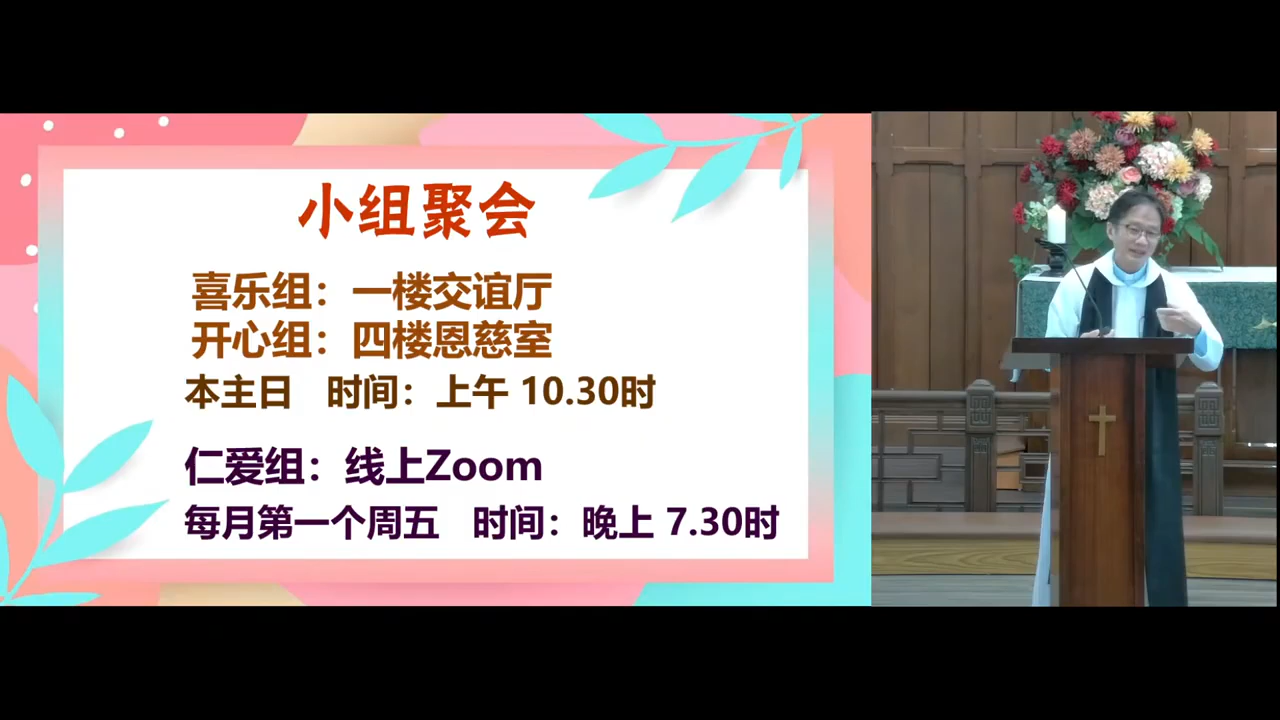 小组聚会
喜乐组：一楼交谊厅
开心组：四楼恩慈室
本主日 时间：上午 10.30时
仁爱组：线上Zoom
每月第一个周五 时间：晚上 7.30时